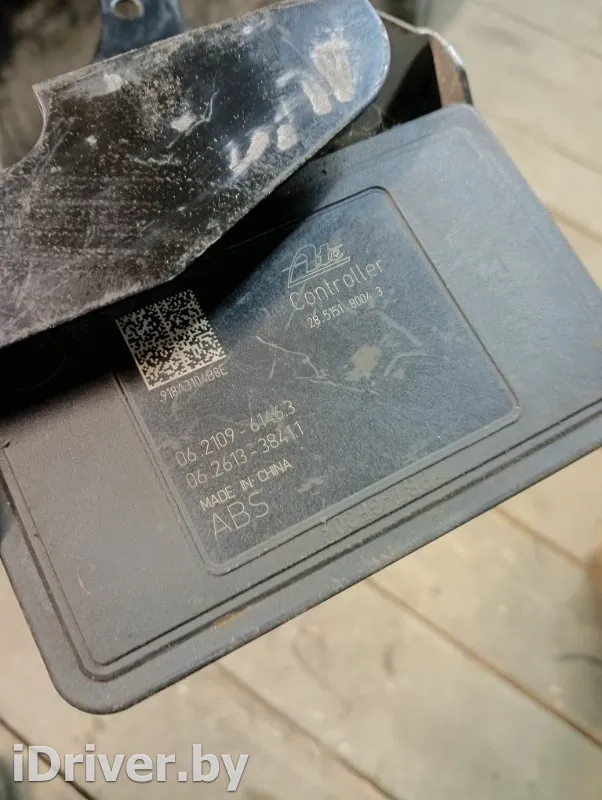 Ate
Controller
28.5151-8004.3
918A3104B8E
06.2109-6146.3
06.2613-3841.1
MADE IN CHINA
ABS
iDriver.by